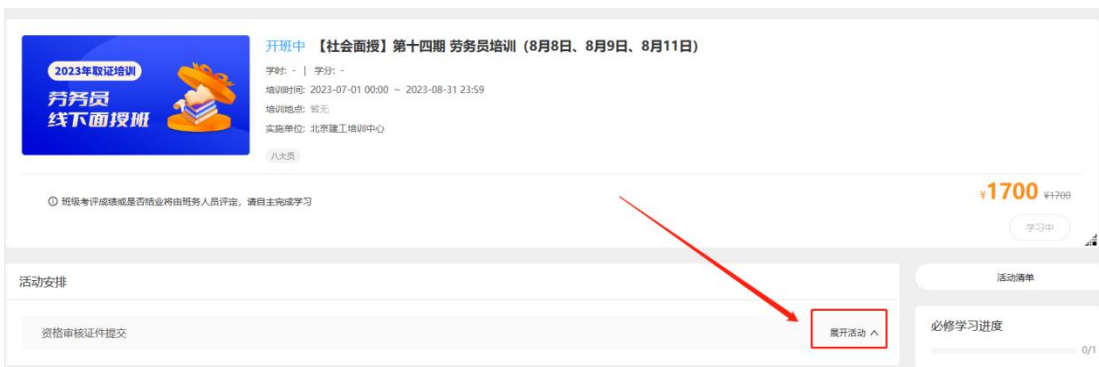 2023年取证培训
劳务员
线下面授班
开班中 【社会面授】第十四期 劳务员培训（8月8日、8月9日、8月11日）
学时: - | 学分: -
培训时间: 2023-07-01 00:00 ~ 2023-08-31 23:59
培训地点: 暂无
实施单位: 北京建工培训中心
八大员
班级考评成绩或是否结业将由班务人员评定，请自主完成学习
¥1700 ¥1700
学习中
活动安排
活动清单
资格审核证件提交
展开活动
必修学习进度
0/1